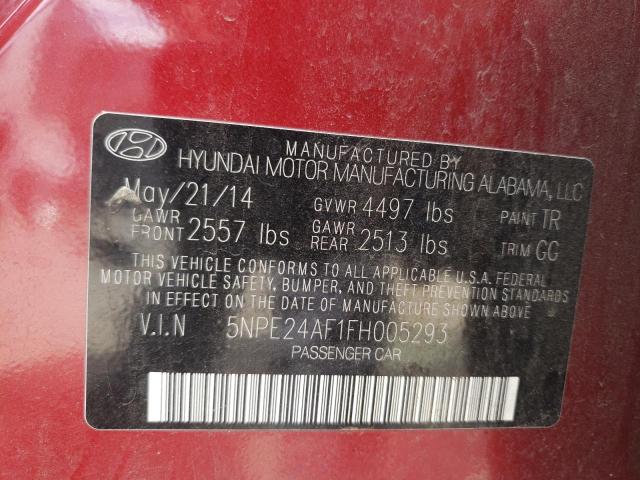 MANUFACTURED BY
HYUNDAI MOTOR MANUFACTURING ALABAMA, LLC
May/21/14 GVWR 4497 lbs PAINT TR
GAWR FRONT 2557 lbs GAWR REAR 2513 lbs TRIM GG
THIS VEHICLE CONFORMS TO ALL APPLICABLE U.S.A. FEDERAL
MOTOR VEHICLE SAFETY, BUMPER, AND THEFT PREVENTION STANDARDS
IN EFFECT ON THE DATE OF MANUFACTURE SHOWN ABOVE
V.I.N 5NPE24AF1FH005293
PASSENGER CAR